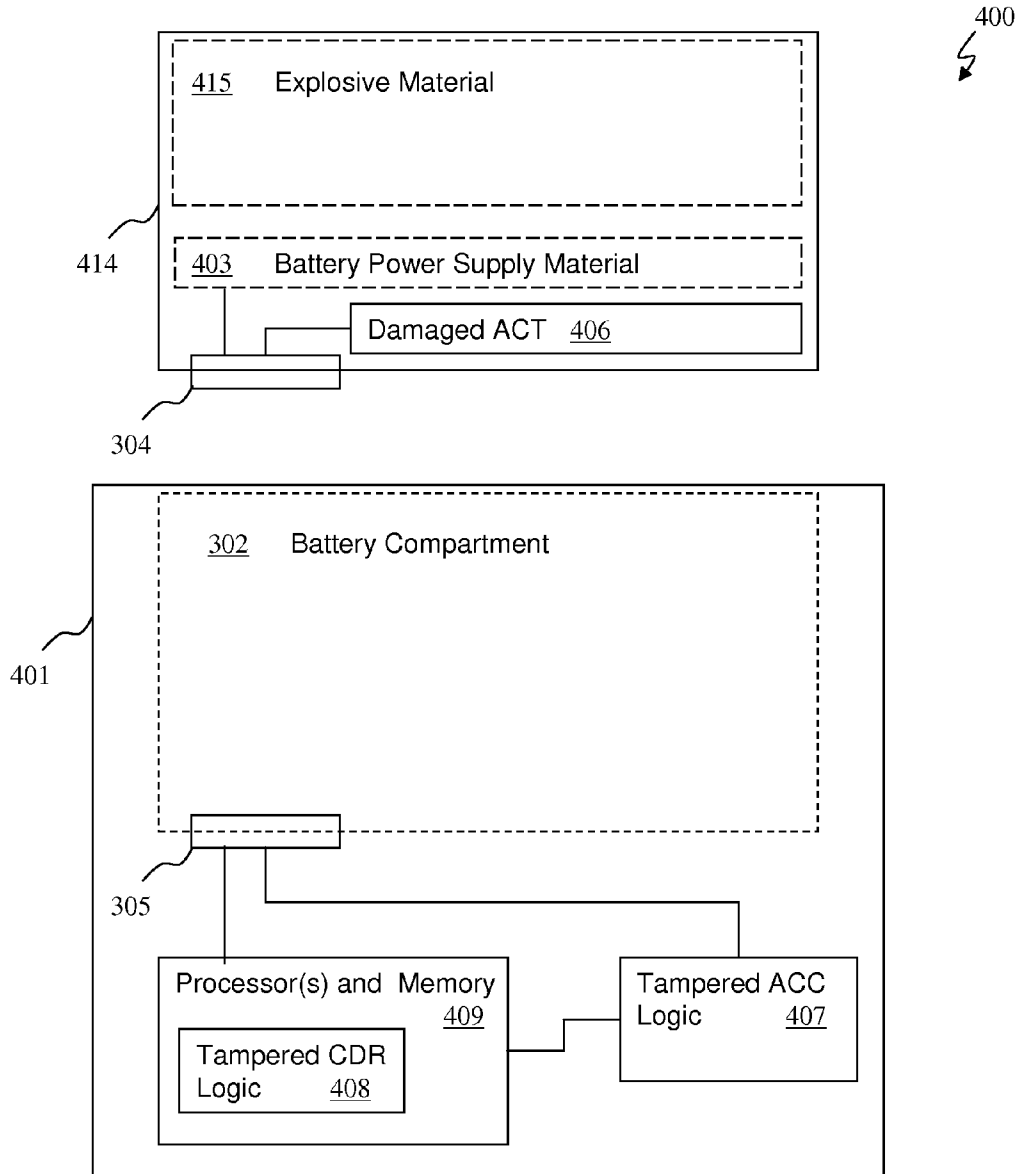 400
415 Explosive Material
414
403 Battery Power Supply Material
Damaged ACT 406
304
302 Battery Compartment
401
305
Processor(s) and Memory
409
Tampered CDR
Logic 408
Tampered ACC
Logic 407